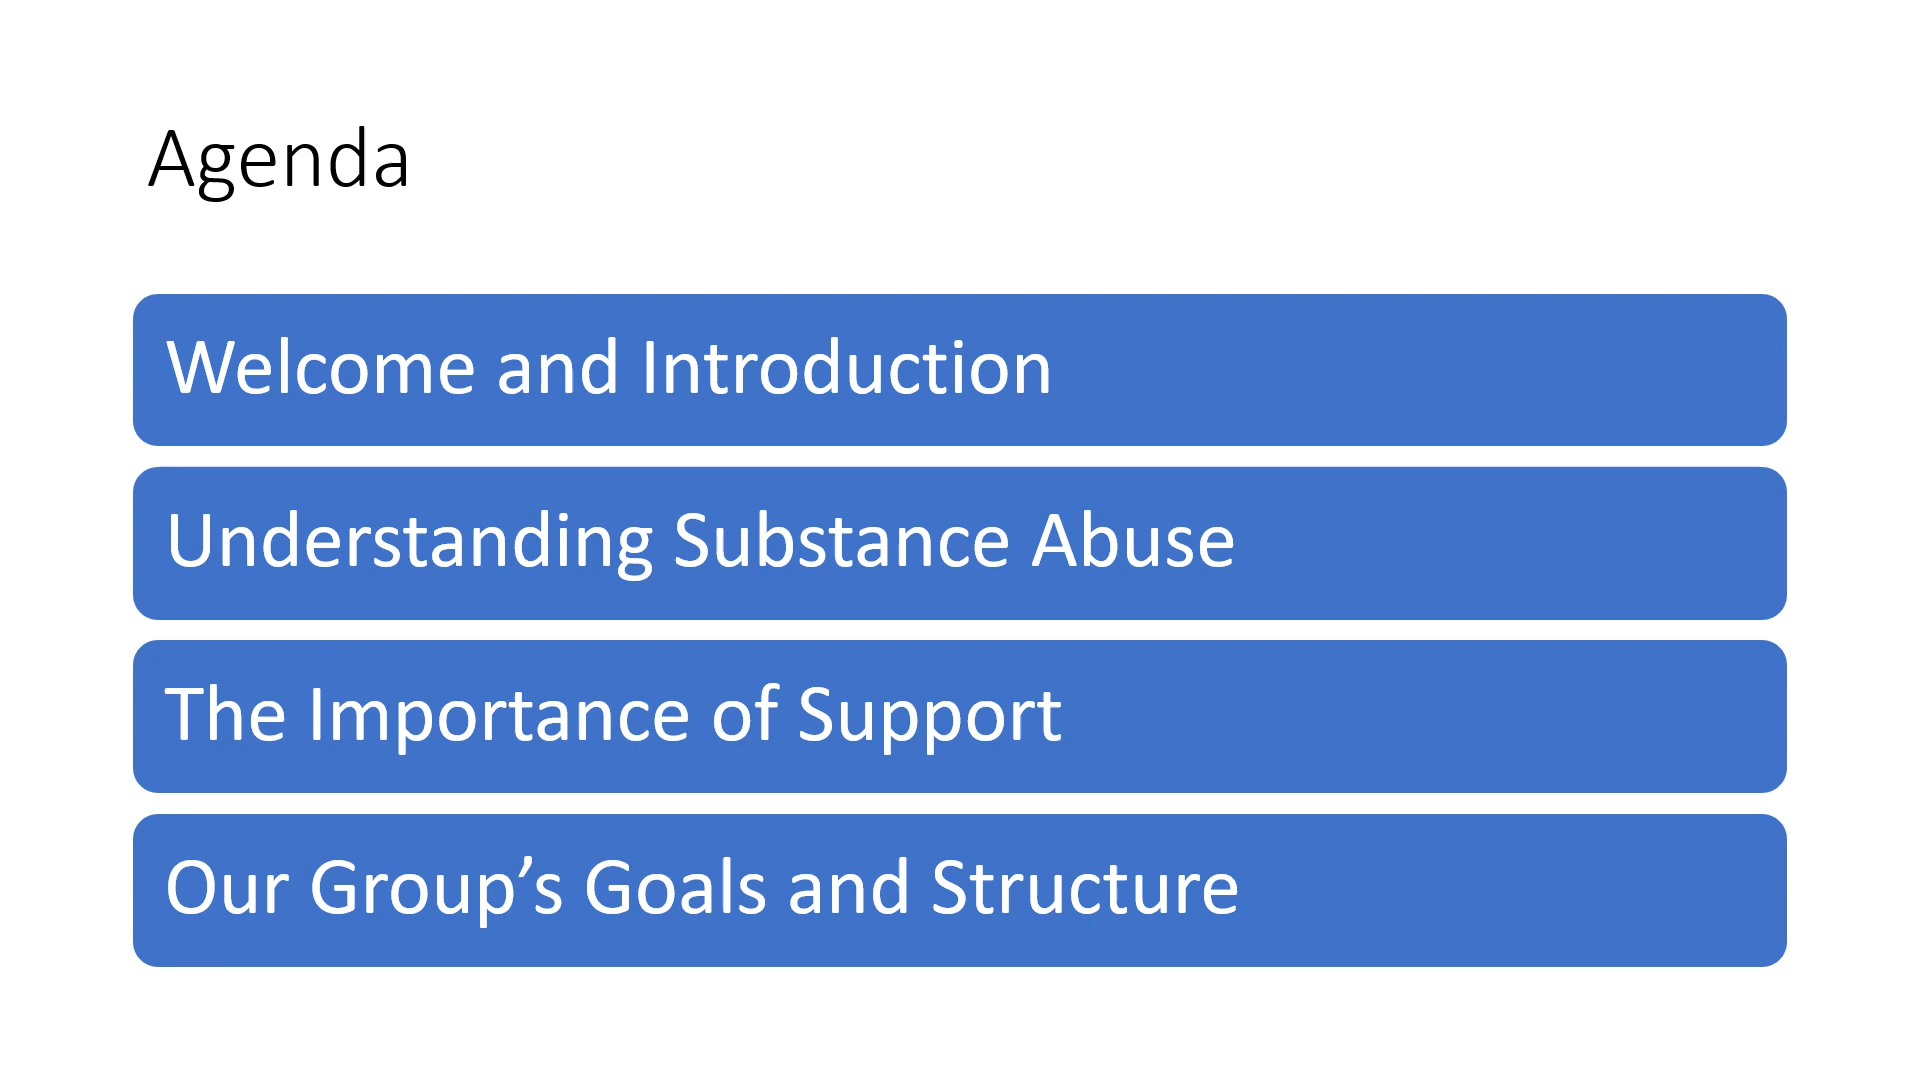 Agenda
Welcome and Introduction
Understanding Substance Abuse
The Importance of Support
Our Group’s Goals and Structure